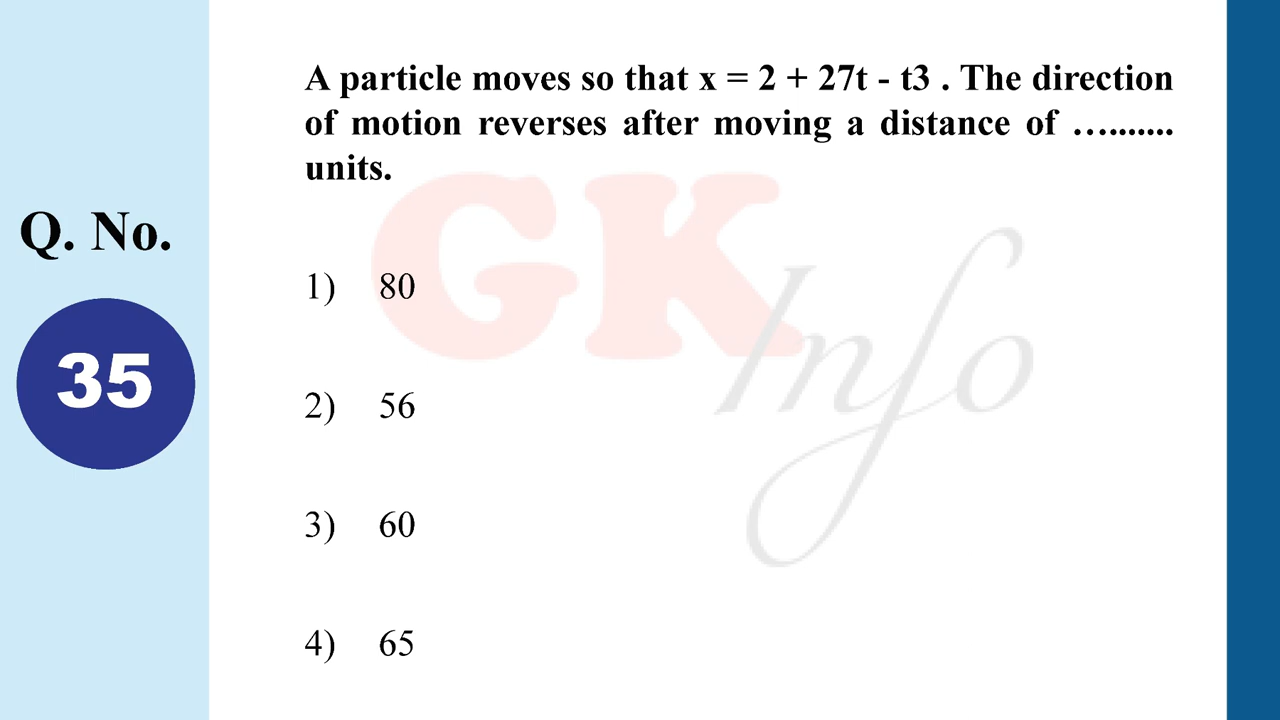 A particle moves so that x = 2 + 27t - t3 . The direction
of motion reverses after moving a distance of …........
units.
Q. No.
35
GK
Info
1) 80
2) 56
3) 60
4) 65